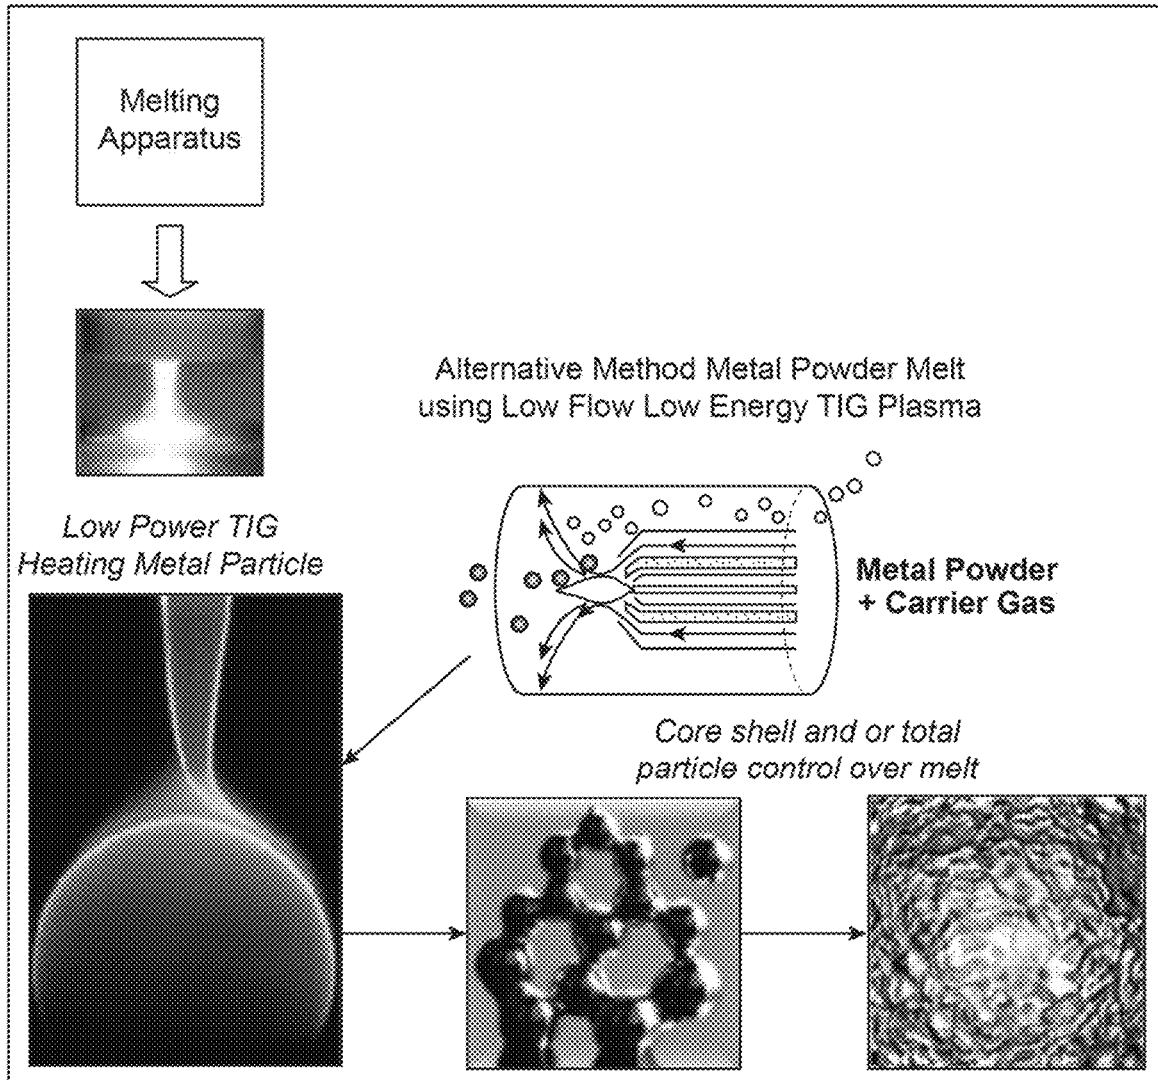 Melting
Apparatus
Alternative Method Metal Powder Melt
using Low Flow Low Energy TIG Plasma
Low Power TIG
Heating Metal Particle
Metal Powder
+ Carrier Gas
Core shell and or total
particle control over melt